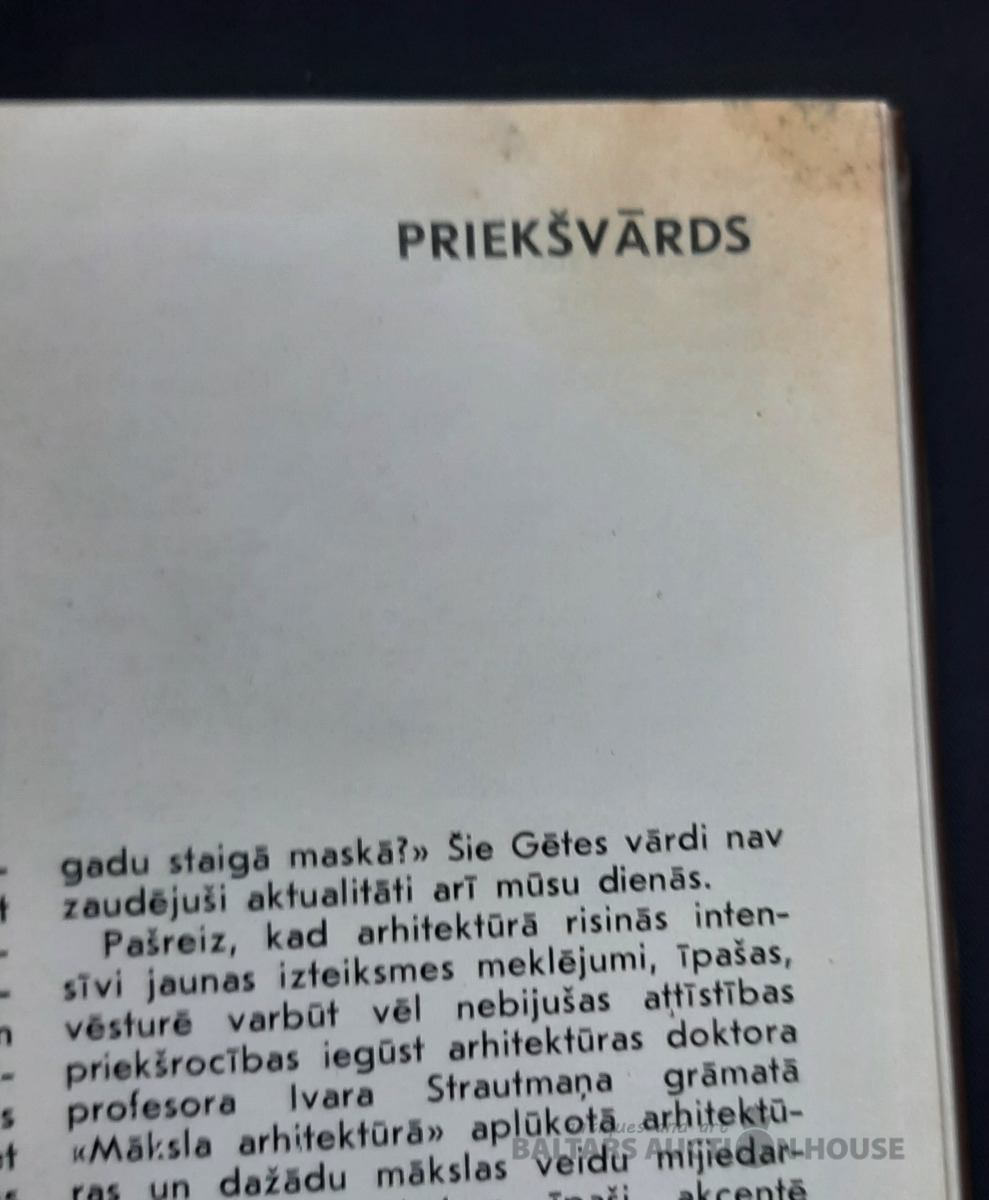 PRIEKŠVĀRDS
gadu staigā maskā?» Šie Gētes vārdi nav
zaudējuši aktualitāti arī mūsu dienās.
Pašreiz, kad arhitektūrā risinās inten-
sīvi jaunas izteiksmes meklējumi, īpašas,
vēsturē varbūt vēl nebijušas attīstības
priekšrocības iegūst arhitektūras doktora
profesora Ivara Strautmaņa grāmatā
«Māksla arhitektūrā» aplūkotā arhitektū-
ras un dažādu mākslas veidu mijiedar-
īpaši akcentē
BALTARS AUCTION-HOUSE